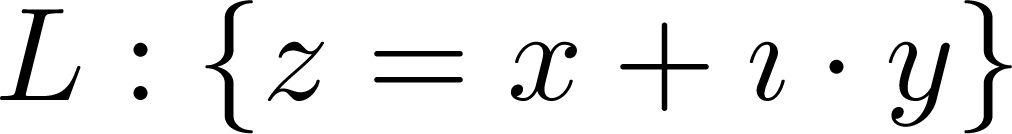 L : {z = x + ı · y}